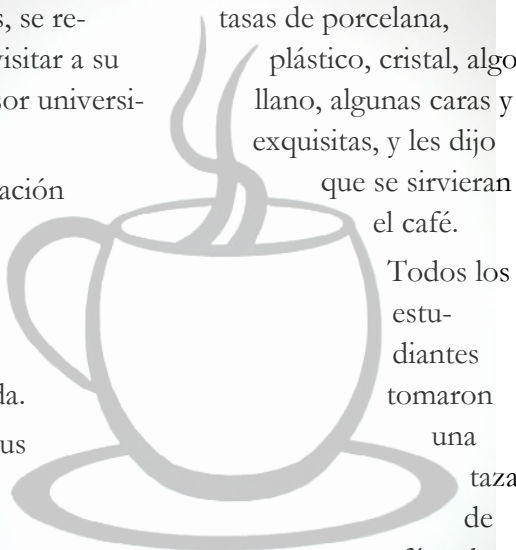 s, se re-
visitar a su
sor universi-
ación
da.
us
tasas de porcelana,
plástico, cristal, algo
llano, algunas caras y
exquisitas, y les dijo
que se sirvieran
el café.
Todos los
estu-
diantes
tomaron
una
taza
de